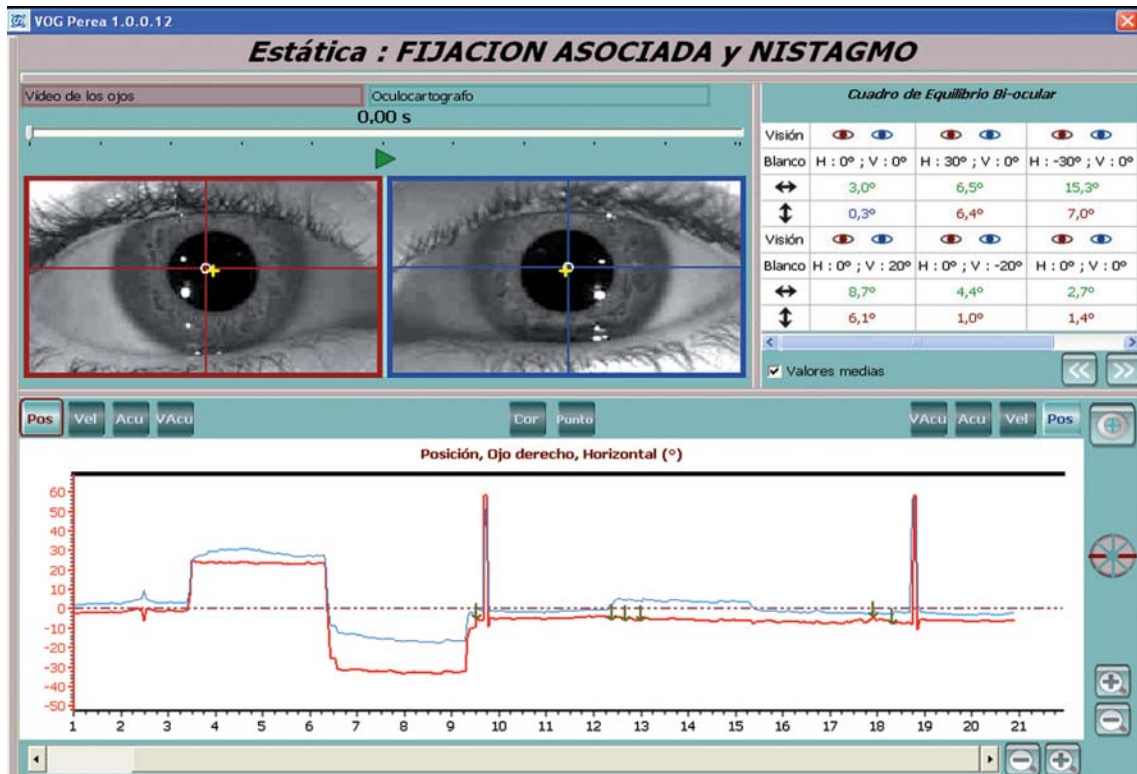 VOG Perea 1.0.0.12
Estática : FIJACION ASOCIADA y NISTAGMO
Vídeo de los ojos
Oculocartografo
0,00 s
Cuadro de Equilibrio Bi-ocular
Visión
Blanco H : 0º ; V : 0º H : 30º ; V : 0º H : -30º ; V : 0º
3,0º 6,5º 15,3º
0,3º 6,4º 7,0º
Visión
Blanco H : 0º ; V : 20º H : 0º ; V : -20º H : 0º ; V : 0º
8,7º 4,4º 2,7º
6,1º 1,0º 1,4º
Valores medias
<< >>
Pos Vel Acu VAcu Cor Punto VAcu Acu Vel Pos
Posición, Ojo derecho, Horizontal (°)
60
50
40
30
20
10
0
-10
-20
-30
-40
-50
1 2 3 4 5 6 7 8 9 10 11 12 13 14 15 16 17 18 19 20 21